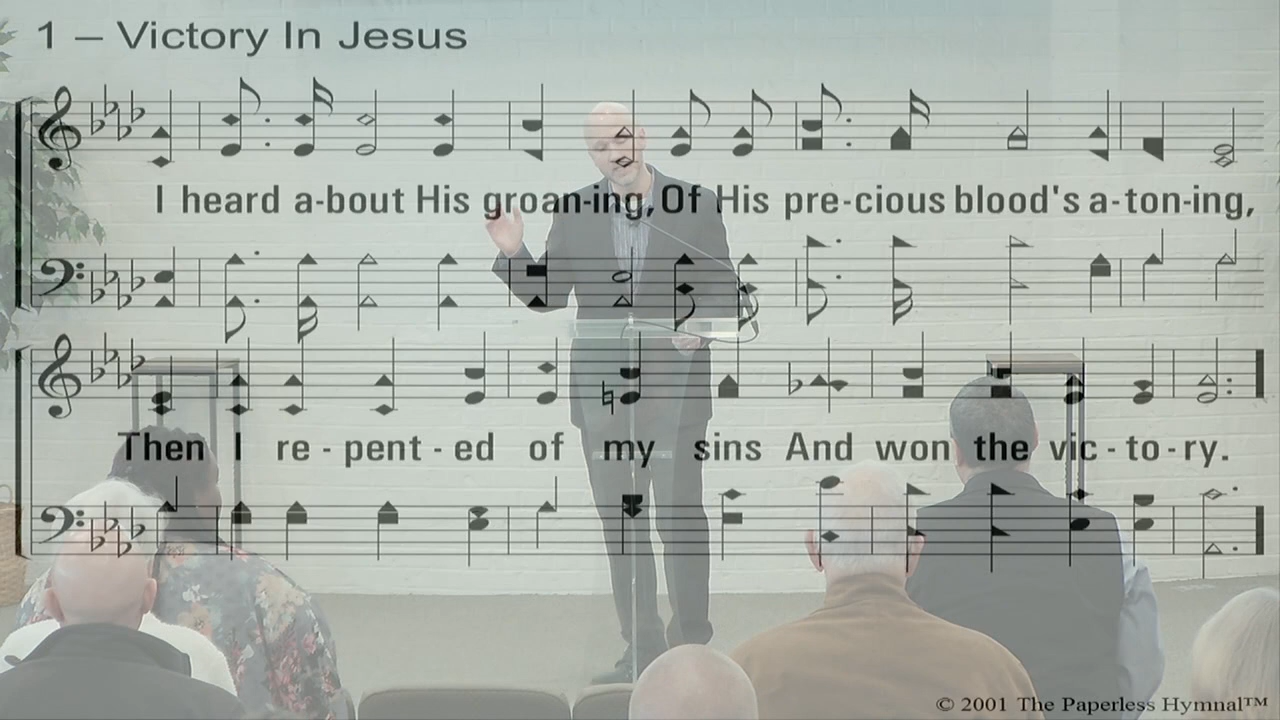 1 – Victory In Jesus
I heard a-bout His groan-ing, Of His pre-cious blood's a-ton-ing,
Then I re - pent - ed of my sins And won the vic - to - ry.
© 2001 The Paperless Hymnal™